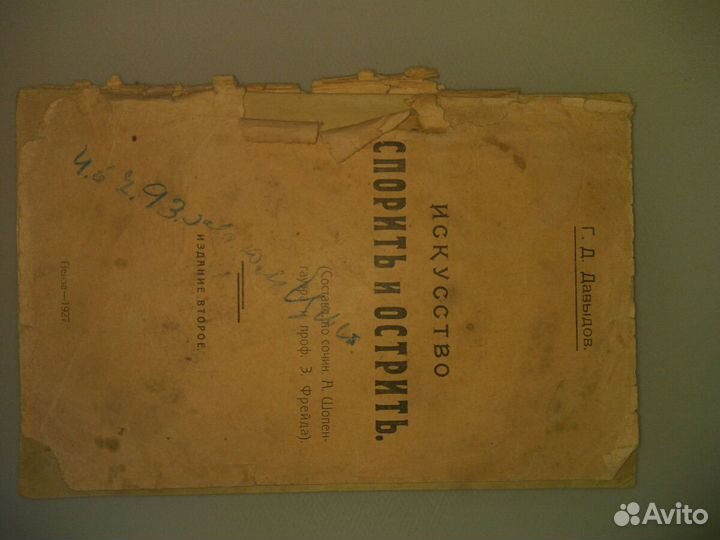 Г. Д. Давыдов.
ИСКУССТВО
СПОРИТЬ И ОСТРИТЬ.
(Составл. по сочин. А. Шопен-
гауэра и проф. З. Фрейда).
ИЗДАНИЕ ВТОРОЕ.
Пенза—1927
Avito